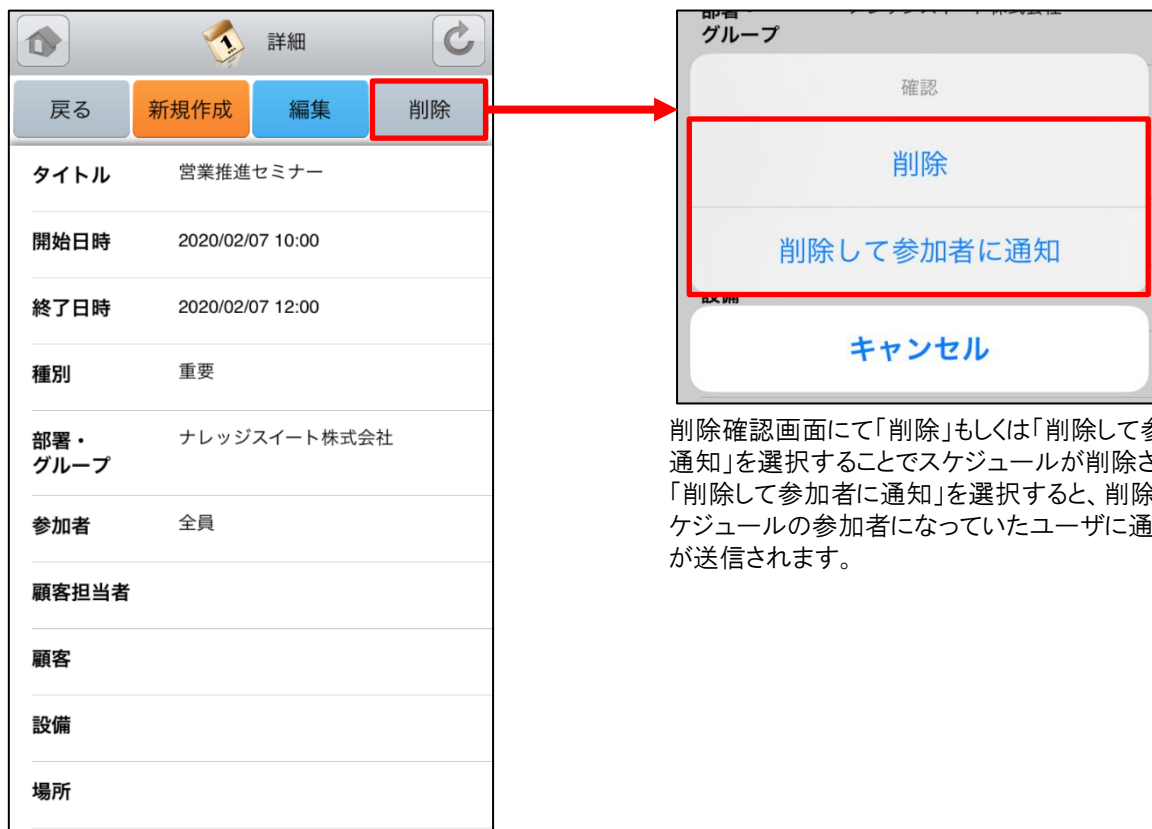 詳細
戻る 新規作成 編集 削除
タイトル 営業推進セミナー
開始日時 2020/02/07 10:00
終了日時 2020/02/07 12:00
種別 重要
部署・ ナレッジスイート株式会社
グループ
参加者 全員
顧客担当者
顧客
設備
場所
グループ
確認
削除
削除して参加者に通知
設備
キャンセル
削除確認画面にて「削除」もしくは「削除して参
通知」を選択することでスケジュールが削除さ
「削除して参加者に通知」を選択すると、削除
ケジュールの参加者になっていたユーザに通
が送信されます。